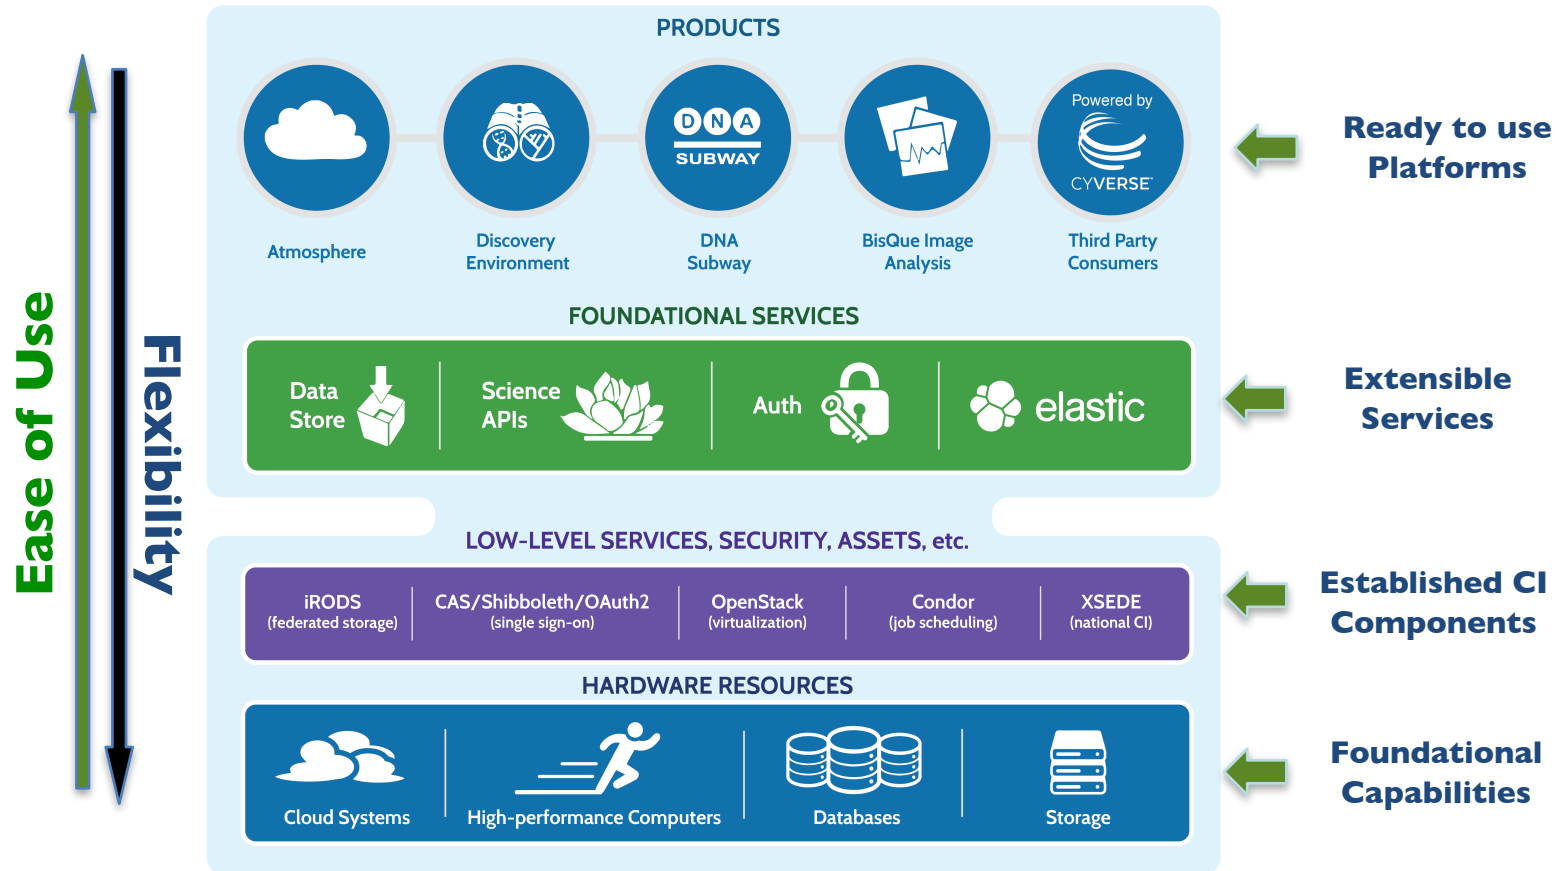 PRODUCTS
DNA
SUBWAY
Powered by
CYVERSE™
Atmosphere
Discovery
Environment
DNA
Subway
BisQue Image
Analysis
Third Party
Consumers
Ready to use
Platforms
Ease of Use
Flexibility
FOUNDATIONAL SERVICES
Data
Store
Science
APIs
Auth
elastic
Extensible
Services
LOW-LEVEL SERVICES, SECURITY, ASSETS, etc.
iRODS
(federated storage)
CAS/Shibboleth/OAuth2
(single sign-on)
OpenStack
(virtualization)
Condor
(job scheduling)
XSEDE
(national CI)
Established CI
Components
HARDWARE RESOURCES
Cloud Systems
High-performance Computers
Databases
Storage
Foundational
Capabilities